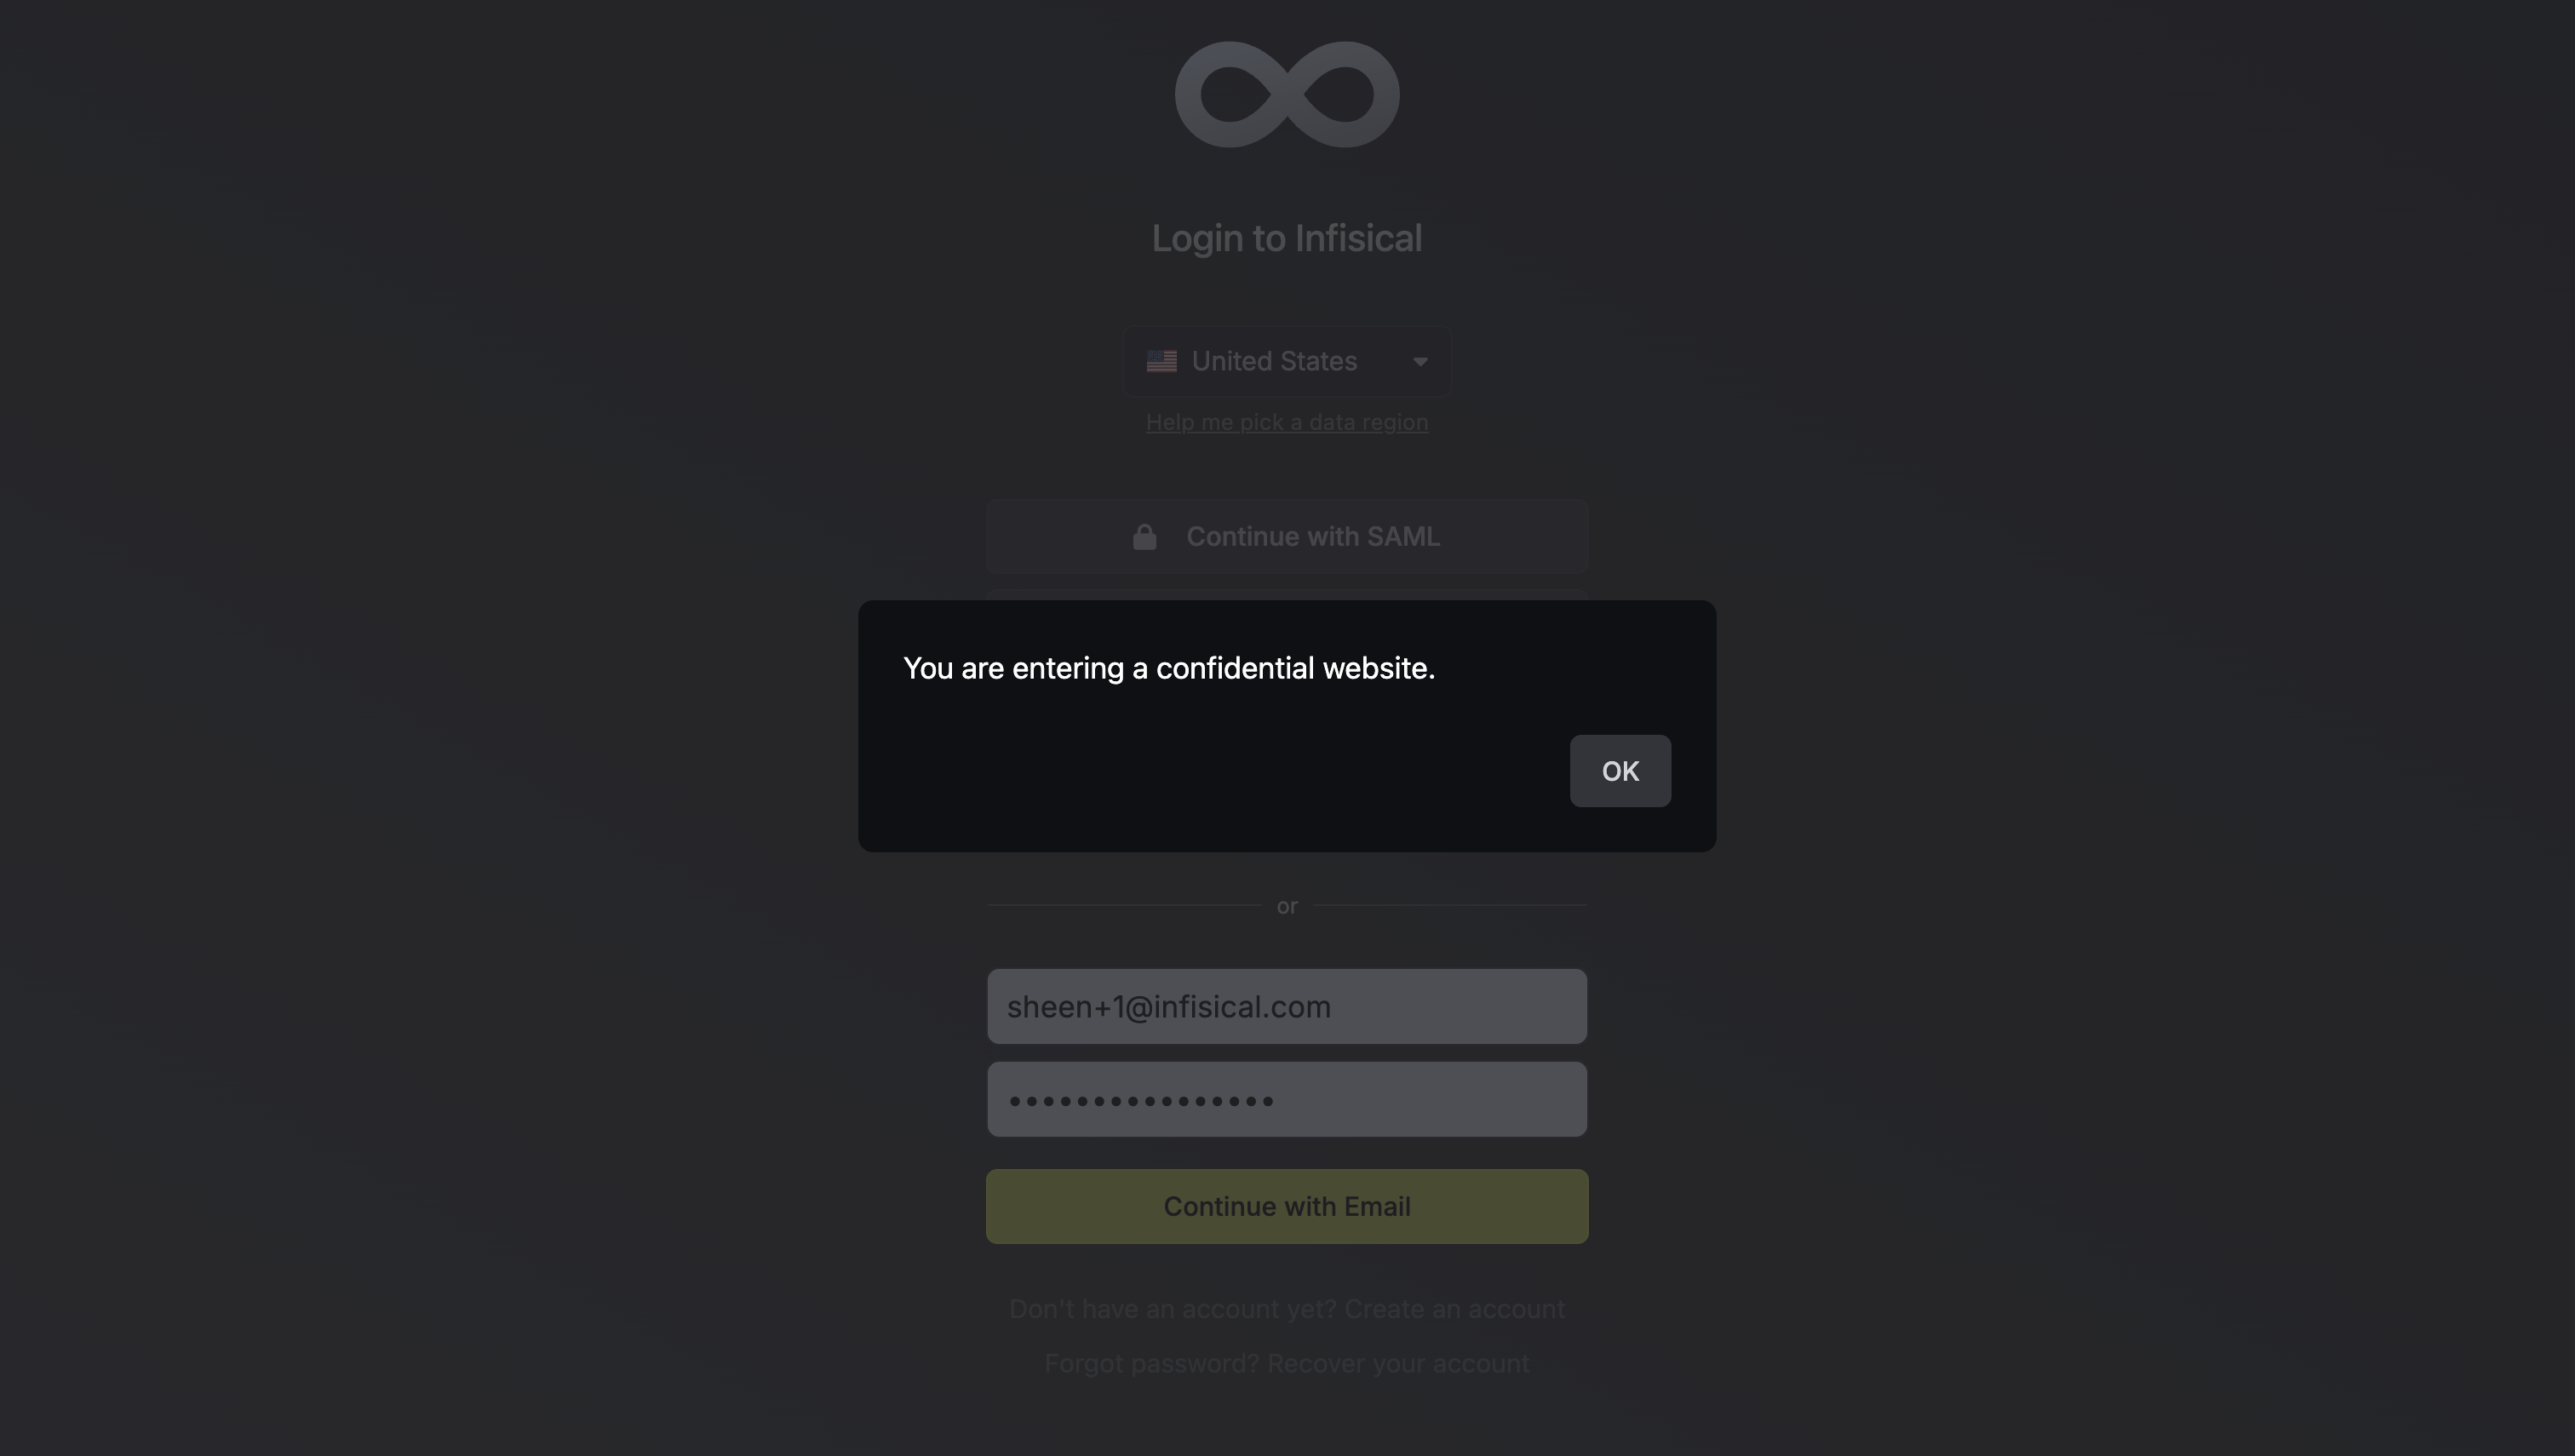 Login to Infisical
United States
Help me pick a data region
Continue with SAML
You are entering a confidential website.
OK
or
sheen+1@infisical.com
••••••••••••••••
Continue with Email
Don't have an account yet? Create an account
Forgot password? Recover your account